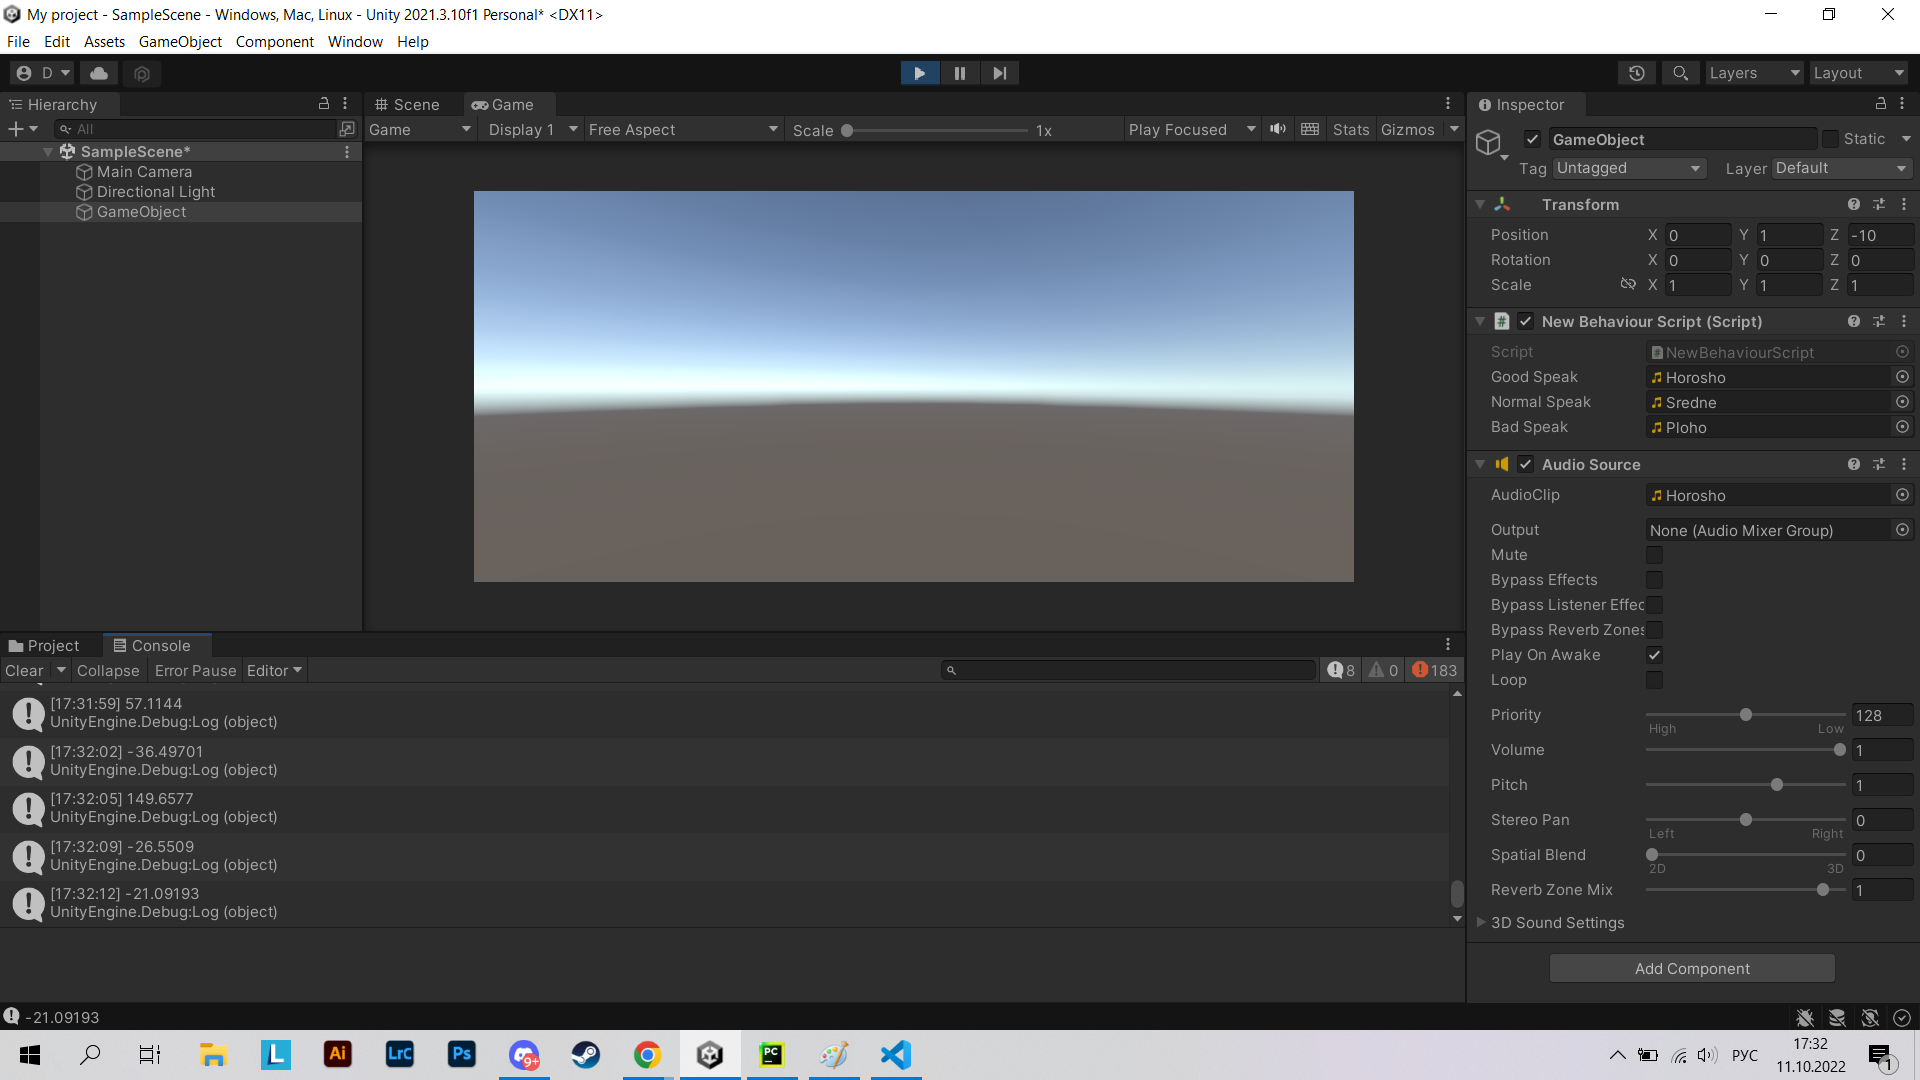 My project - SampleScene - Windows, Mac, Linux - Unity 2021.3.10f1 Personal* <DX11>
File Edit Assets GameObject Component Window Help
D Layers Layout
Hierarchy
All
SampleScene*
Main Camera
Directional Light
GameObject
Scene Game
Game Display 1 Free Aspect Scale 1x Play Focused Stats Gizmos
Project Console
Clear Collapse Error Pause Editor 8 0 183
[17:31:59] 57.1144
UnityEngine.Debug:Log (object)
[17:32:02] -36.49701
UnityEngine.Debug:Log (object)
[17:32:05] 149.6577
UnityEngine.Debug:Log (object)
[17:32:09] -26.5509
UnityEngine.Debug:Log (object)
[17:32:12] -21.09193
UnityEngine.Debug:Log (object)
Inspector
GameObject Static
Tag Untagged Layer Default
Transform
Position X 0 Y 1 Z -10
Rotation X 0 Y 0 Z 0
Scale X 1 Y 1 Z 1
# New Behaviour Script (Script)
Script NewBehaviourScript
Good Speak Horosho
Normal Speak Sredne
Bad Speak Ploho
Audio Source
AudioClip Horosho
Output None (Audio Mixer Group)
Mute
Bypass Effects
Bypass Listener Effec
Bypass Reverb Zones
Play On Awake
Loop
Priority 128
High Low
Volume 1
Pitch 1
Stereo Pan 0
Left Right
Spatial Blend 0
2D 3D
Reverb Zone Mix 1
3D Sound Settings
Add Component
-21.09193
L Ai LrC Ps 9+ PC РУС 17:32
11.10.2022 1